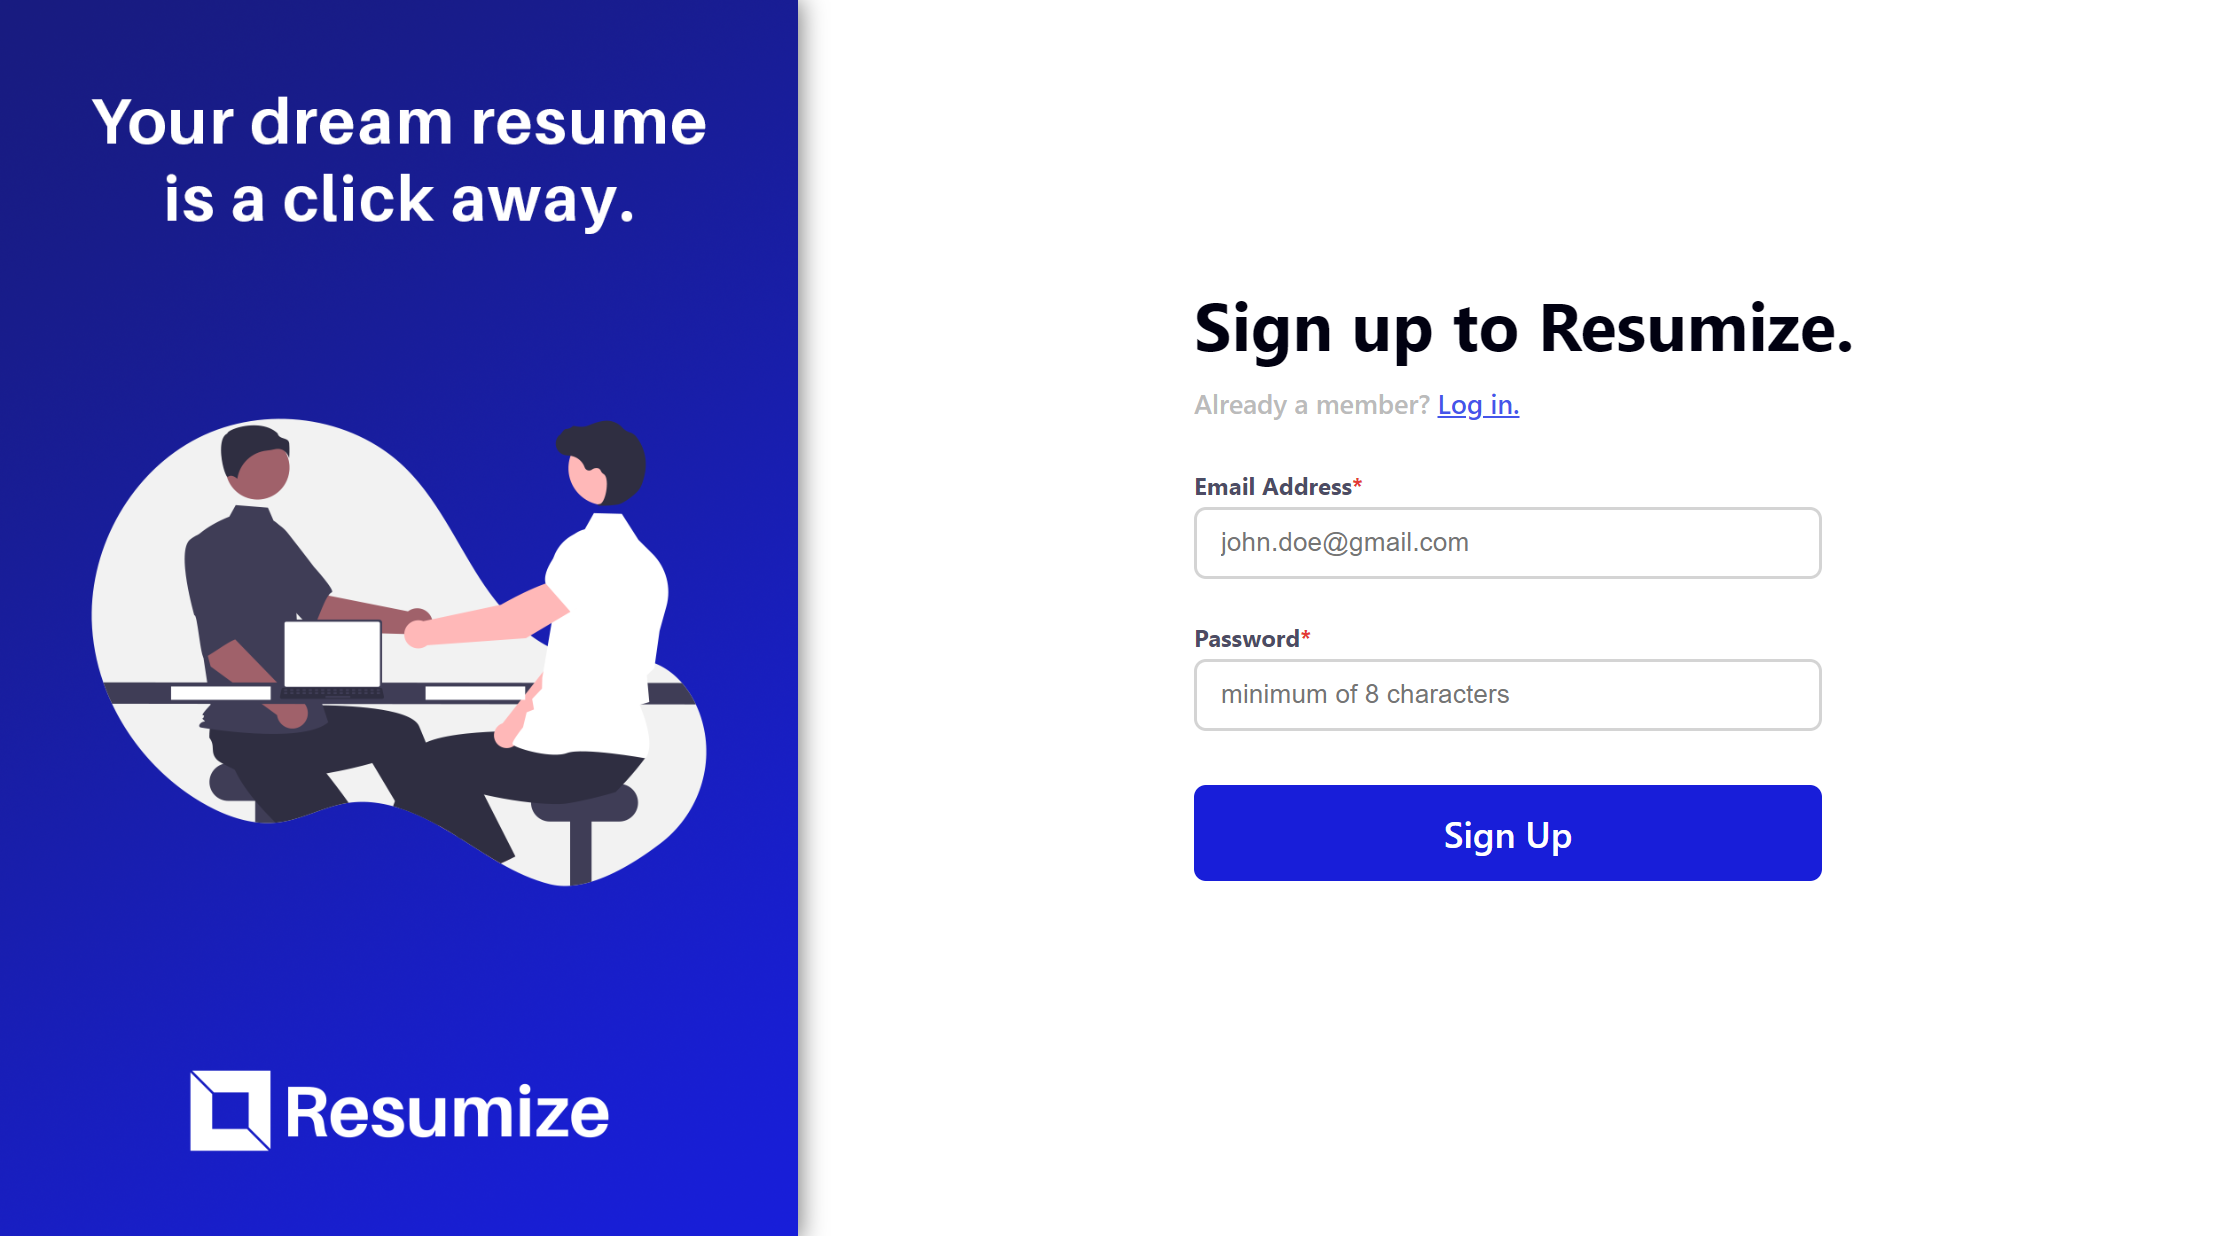 Your dream resume
is a click away.
Resumize
Sign up to Resumize.
Already a member? Log in.
Email Address*
john.doe@gmail.com
Password*
minimum of 8 characters
Sign Up